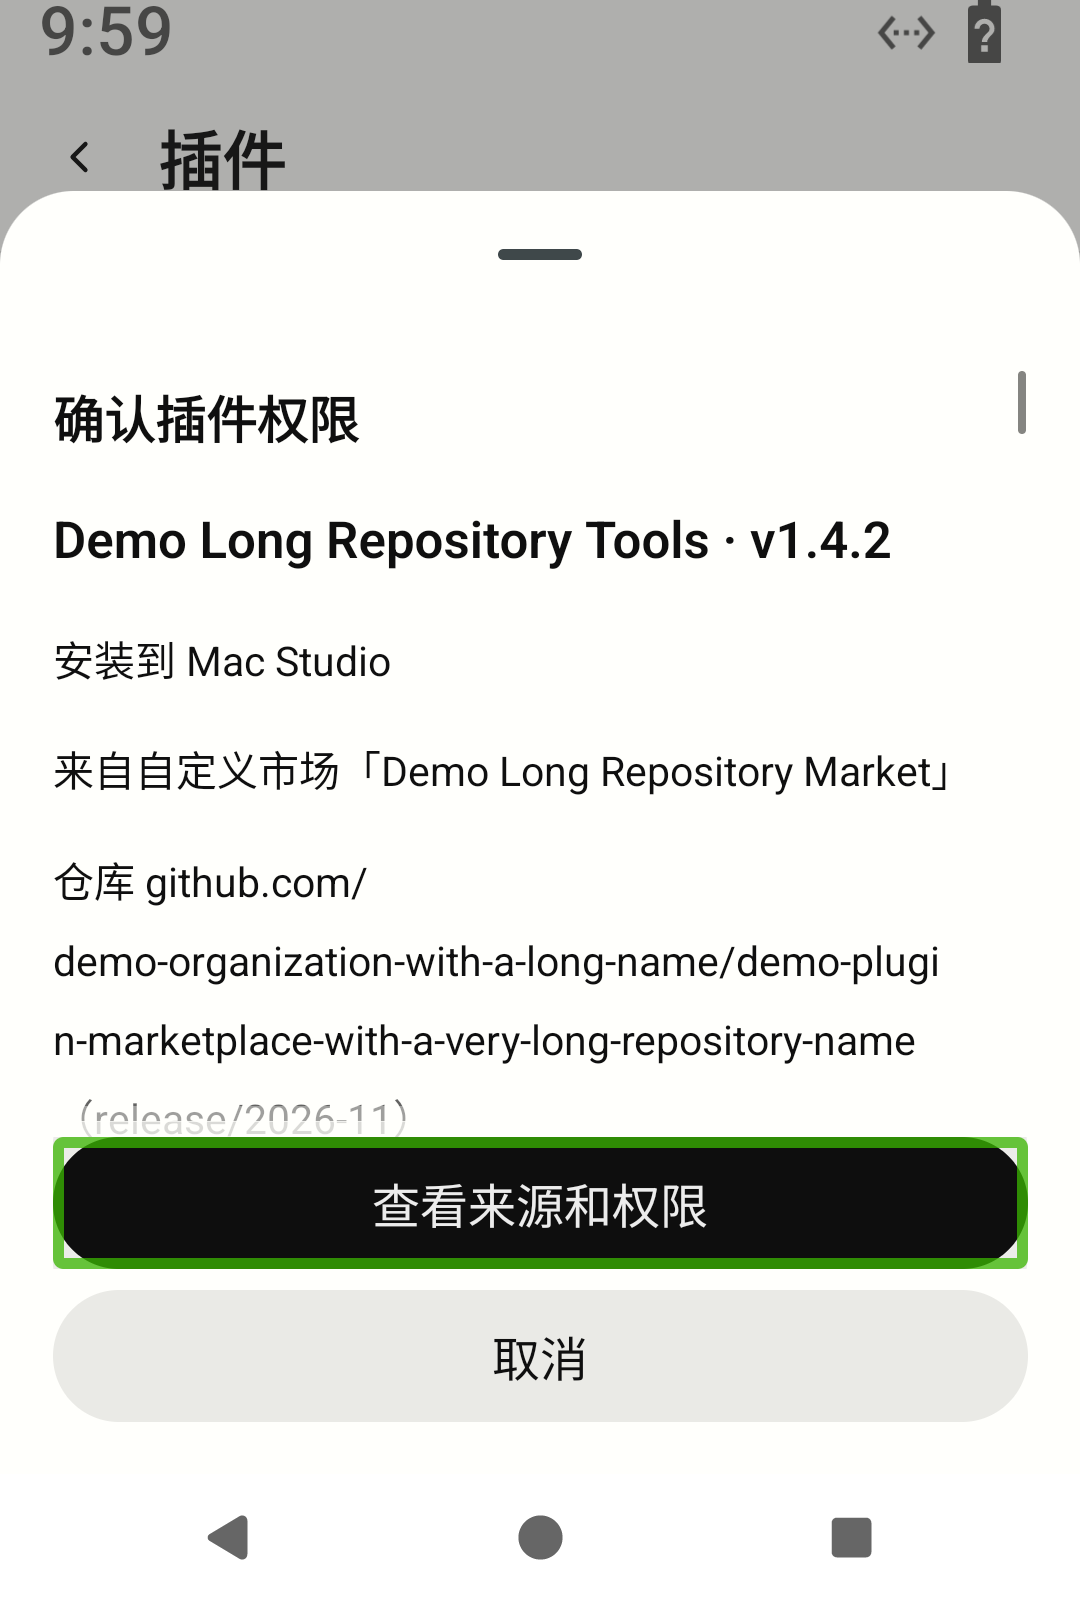 9:59
?
插件
确认插件权限
Demo Long Repository Tools · v1.4.2
安装到 Mac Studio
来自自定义市场「Demo Long Repository Market」
仓库 github.com/
demo-organization-with-a-long-name/demo-plugi
n-marketplace-with-a-very-long-repository-name
（release/2026-11）
查看来源和权限
取消